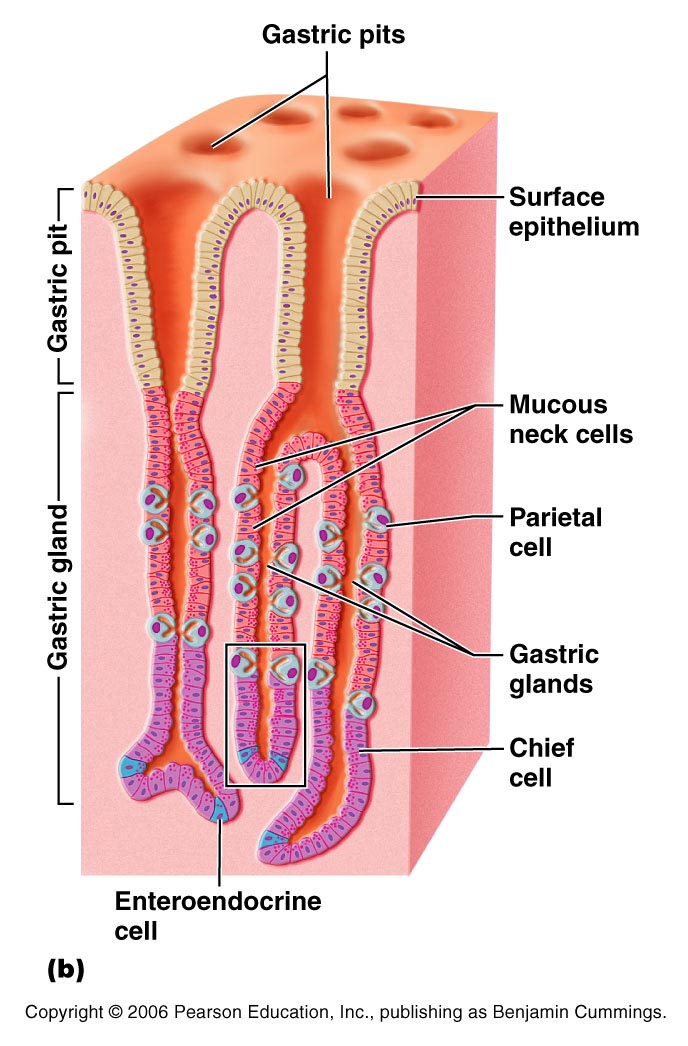 Gastric pits
Surface
epithelium
Gastric pit
Mucous
neck cells
Parietal
cell
Gastric gland
Gastric
glands
Chief
cell
Enteroendocrine
cell
(b)
Copyright © 2006 Pearson Education, Inc., publishing as Benjamin Cummings.